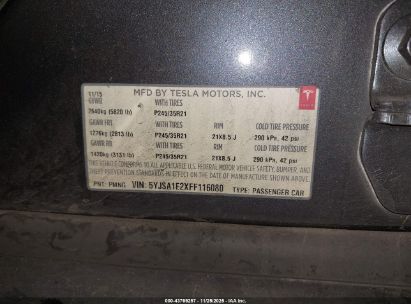 11/15 MFD BY TESLA MOTORS, INC.
GVWR WITH TIRES
2640kg (5820 lb) P245/35R21
GAWR FR. WITH TIRES RIM COLD TIRE PRESSURE
1276kg (2813 lb) P245/35R21 21X8.5 J 290 kPa, 42 psi
GAWR RR WITH TIRES RIM COLD TIRE PRESSURE
1420kg (3131 lb) P245/35R21 21X8.5 J 290 kPa, 42 psi
THIS VEHICLE CONFORMS TO ALL APPLICABLE U.S. FEDERAL MOTOR VEHICLE SAFETY, BUMPER, AND
THEFT PREVENTION STANDARDS IN EFFECT ON THE DATE OF MANUFACTURE SHOWN ABOVE.
PNT: PMNG VIN: 5YJSA1E2XFF116080 TYPE: PASSENGER CAR
TESLA